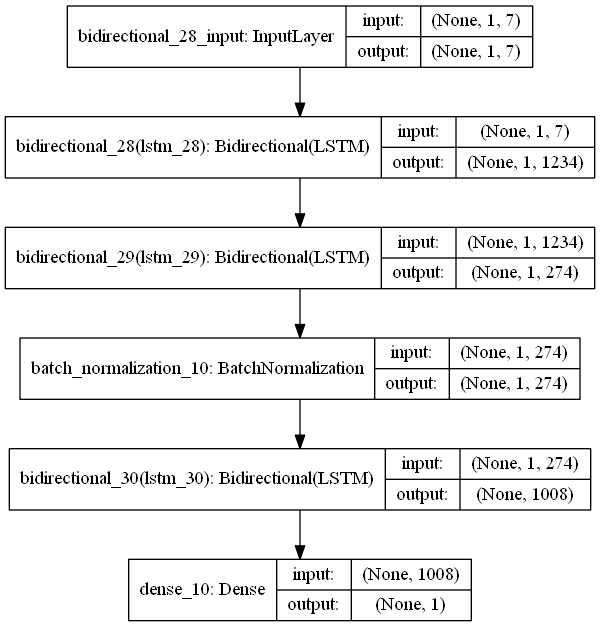 bidirectional_28_input: InputLayer input: (None, 1, 7)
output: (None, 1, 7)
bidirectional_28(lstm_28): Bidirectional(LSTM) input: (None, 1, 7)
output: (None, 1, 1234)
bidirectional_29(lstm_29): Bidirectional(LSTM) input: (None, 1, 1234)
output: (None, 1, 274)
batch_normalization_10: BatchNormalization input: (None, 1, 274)
output: (None, 1, 274)
bidirectional_30(lstm_30): Bidirectional(LSTM) input: (None, 1, 274)
output: (None, 1008)
dense_10: Dense input: (None, 1008)
output: (None, 1)